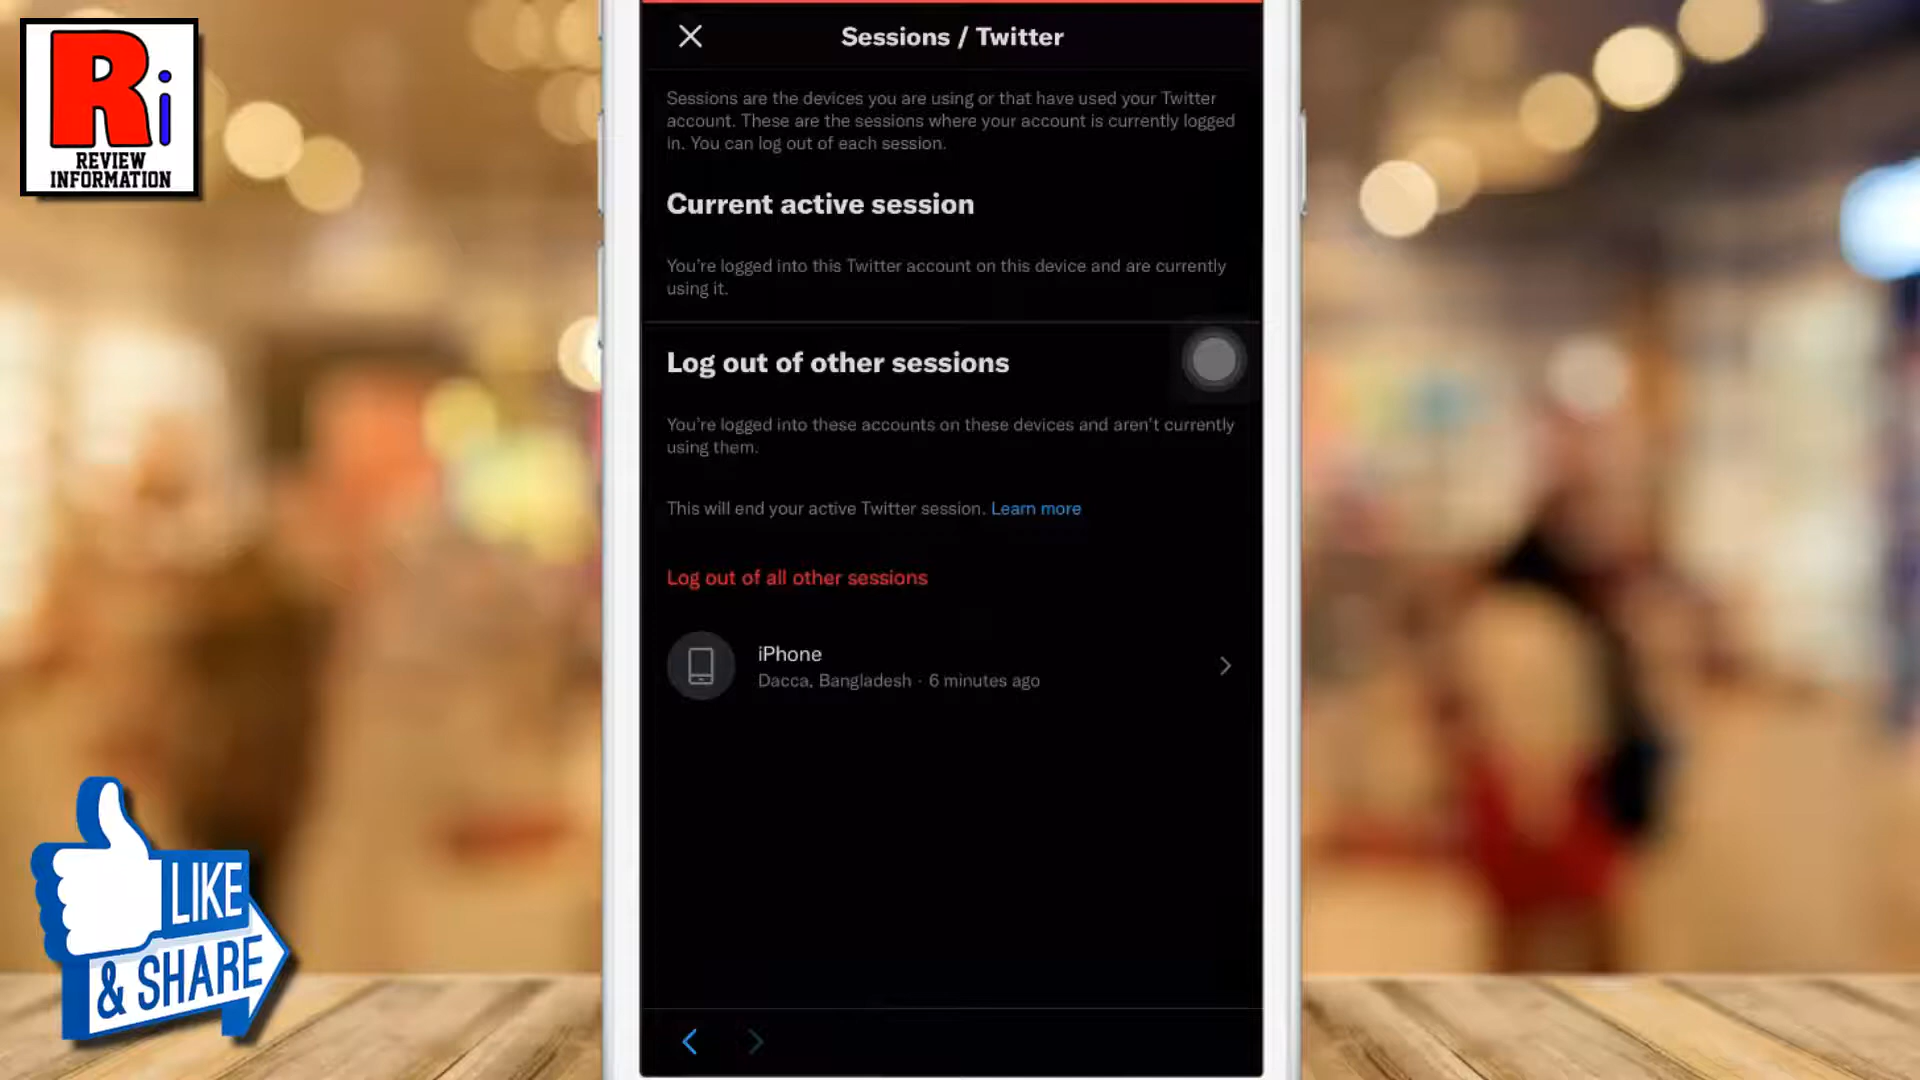 Ri
REVIEW
INFORMATION
Sessions / Twitter
Sessions are the devices you are using or that have used your Twitter
account. These are the sessions where your account is currently logged
in. You can log out of each session.
Current active session
You're logged into this Twitter account on this device and are currently
using it.
Log out of other sessions
You're logged into these accounts on these devices and aren't currently
using them.
This will end your active Twitter session. Learn more
Log out of all other sessions
iPhone
Dacca, Bangladesh · 6 minutes ago
LIKE
& SHARE